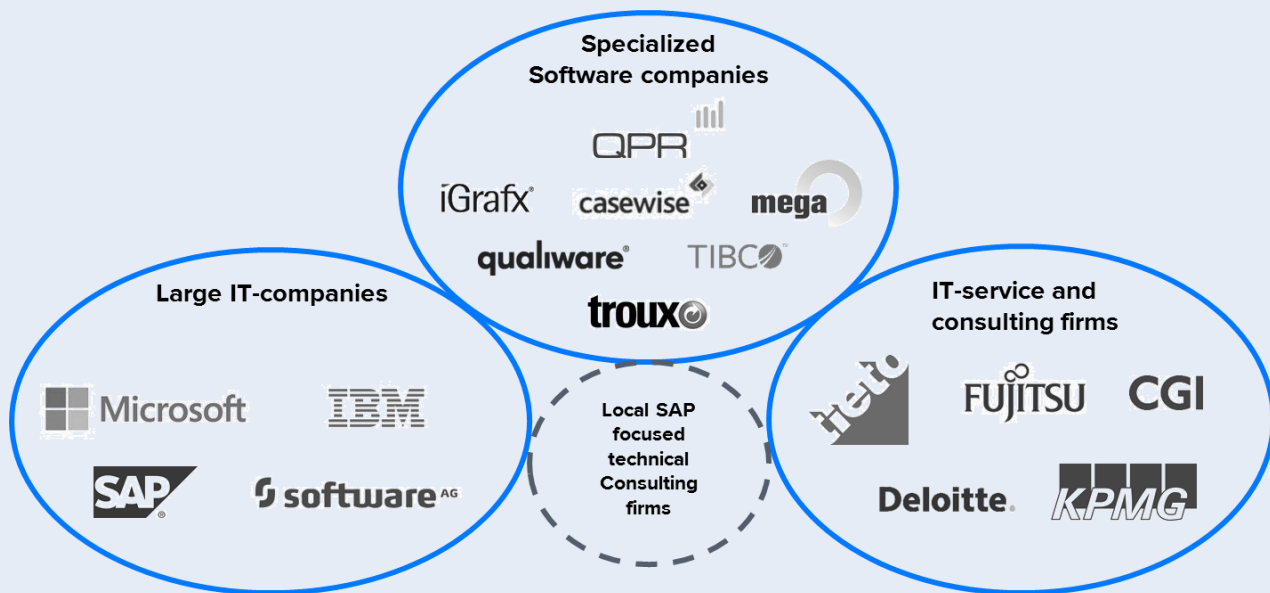 Specialized
Software companies
QPR
iGrafx®
casewise
mega
qualiware®
TIBCO™
troux
Large IT-companies
Microsoft
IBM
SAP®
software AG
Local SAP
focused
technical
Consulting
firms
IT-service and
consulting firms
tieto
FUJITSU
CGI
Deloitte.
KPMG